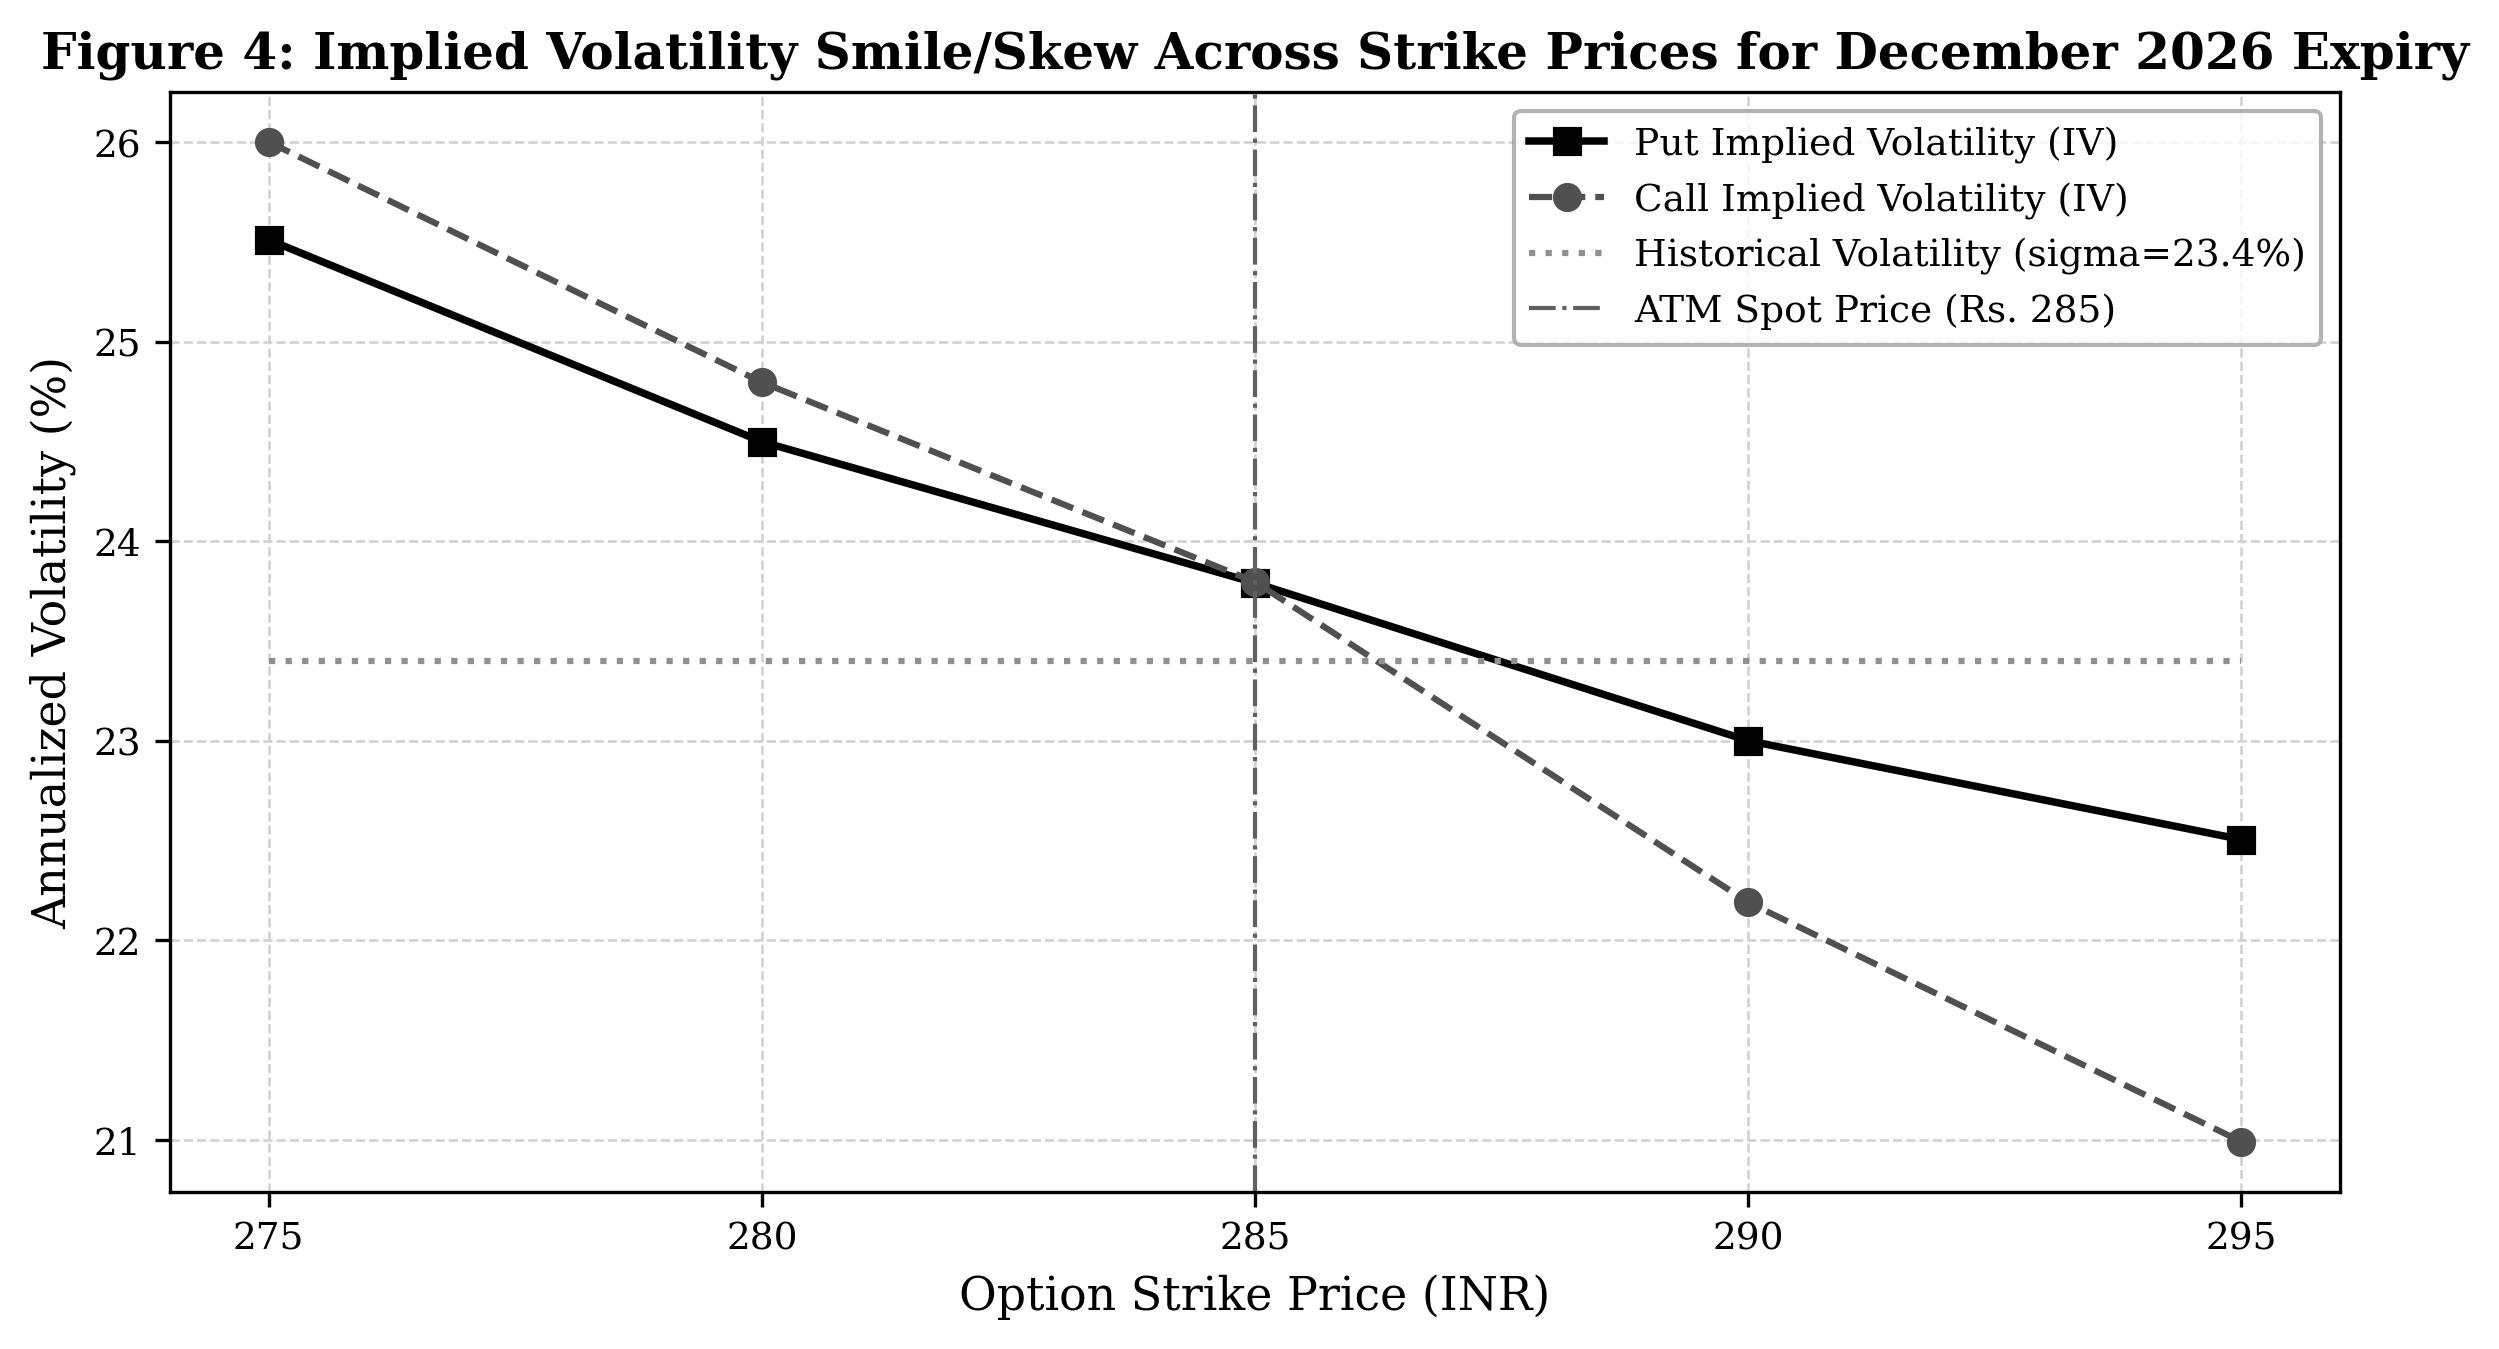 Figure 4: Implied Volatility Smile/Skew Across Strike Prices for December 2026 Expiry
Put Implied Volatility (IV)
Call Implied Volatility (IV)
Historical Volatility (sigma=23.4%)
ATM Spot Price (Rs. 285)
Annualized Volatility (%)
26
25
24
23
22
21
275 280 285 290 295
Option Strike Price (INR)